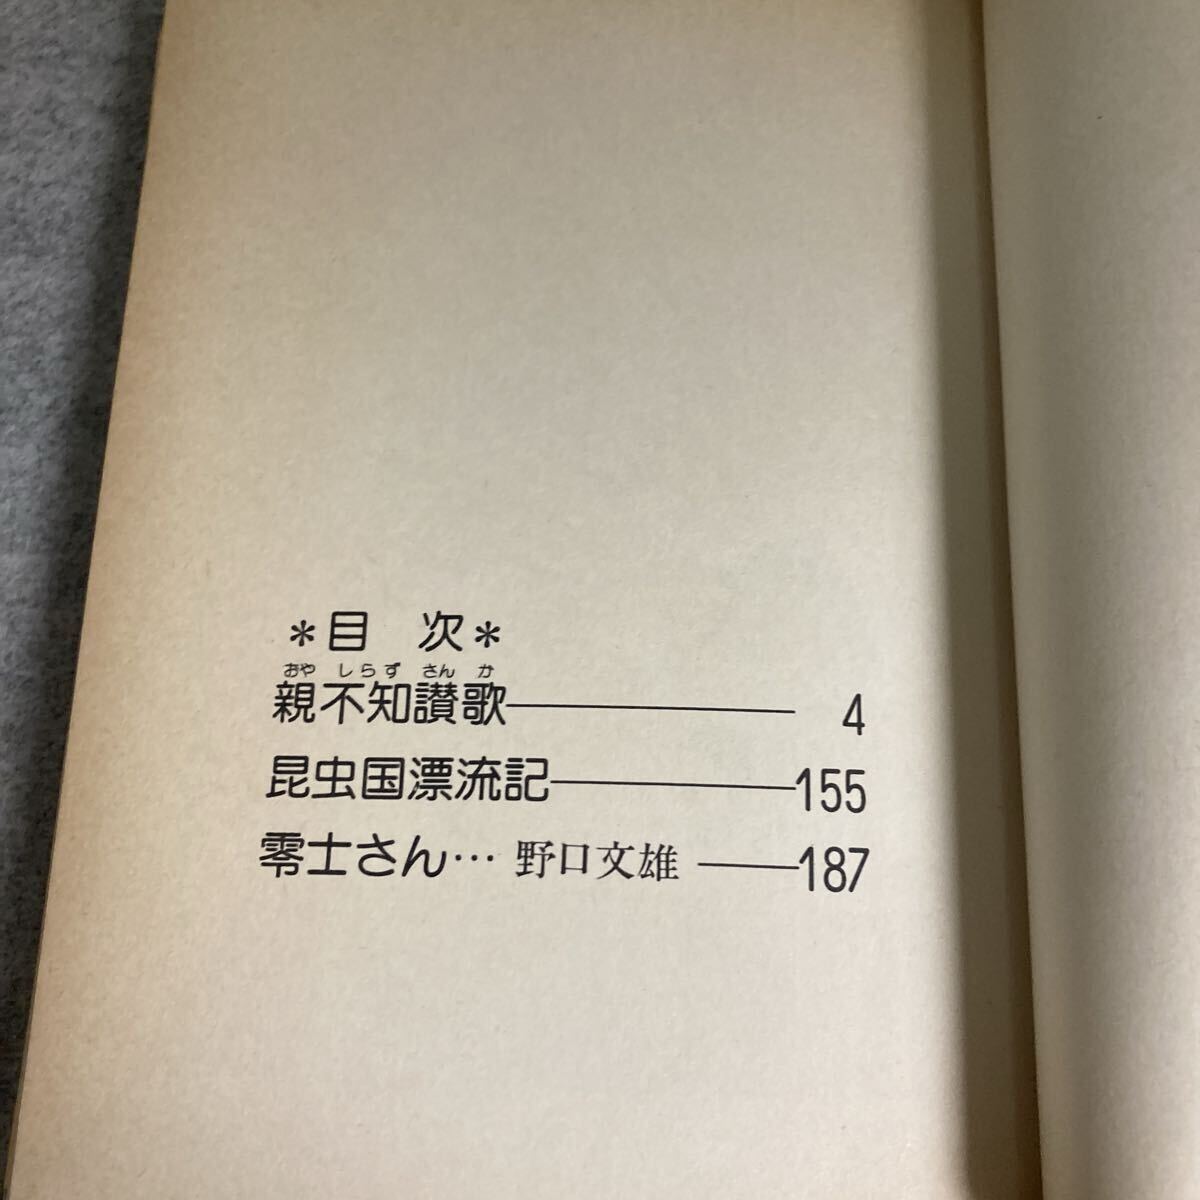 ＊目　次＊
おや しらず さん か
親不知讃歌――― 4
昆虫国漂流記―――155
零士さん… 野口文雄 ――187